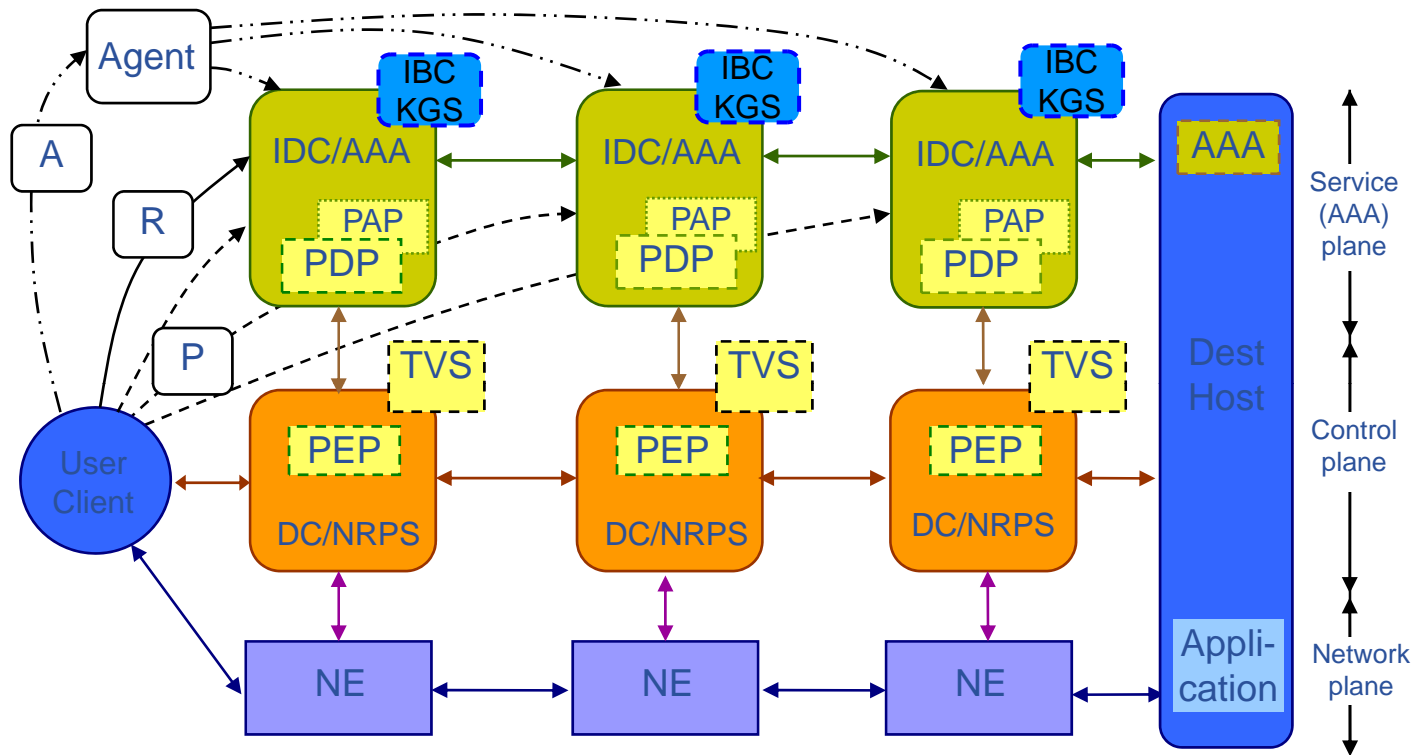 Agent
IBC
KGS
IBC
KGS
IBC
KGS
A
R
P
IDC/AAA
PAP
PDP
IDC/AAA
PAP
PDP
IDC/AAA
PAP
PDP
AAA
Service
(AAA)
plane
TVS
TVS
TVS
Dest
Host
User
Client
PEP
DC/NRPS
PEP
DC/NRPS
PEP
DC/NRPS
Control
plane
NE
NE
NE
Appli-
cation
Network
plane